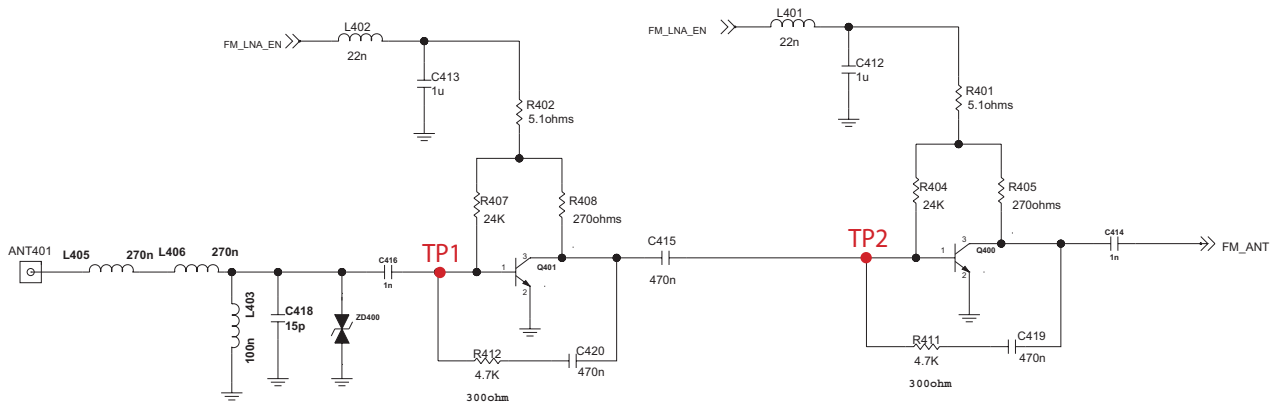 FM_LNA_EN
L402
22n
C413
1u
R402
5.1ohms
FM_LNA_EN
L401
22n
C412
1u
R401
5.1ohms
R407
24K
R408
270ohms
R404
24K
R405
270ohms
ANT401
L405
270n
L406
270n
L403
100n
C418
15p
ZD400
C416
1n
TP1
1
3
2
Q401
C415
470n
R412
4.7K
300ohm
C420
470n
TP2
1
3
2
Q400
C414
1n
FM_ANT
R411
4.7K
300ohm
C419
470n